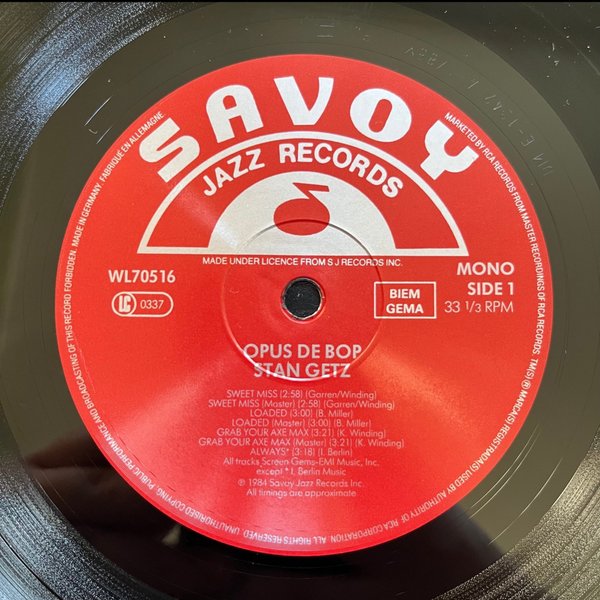 SAVOY
JAZZ RECORDS
MADE UNDER LICENCE FROM S J RECORDS INC.
WL70516
LC 0337
BIEM
GEMA
MONO
SIDE 1
33 1/3 RPM
OPUS DE BOP
STAN GETZ
SWEET MISS (2:58) (Garren/Winding)
SWEET MISS (Master) (2:58) (Garren/Winding)
LOADED (3:00) (B. Miller)
LOADED (Master) (3:00) (B. Miller)
GRAB YOUR AXE MAX (3:21) (K. Winding)
GRAB YOUR AXE MAX (Master) (3:21) (K. Winding)
ALWAYS* (3:18) (I. Berlin)
All tracks Screen Gems-EMI Music, Inc.
except * I. Berlin Music
℗ 1984 Savoy Jazz Records Inc.
All timings are approximate
MARKETED BY RCA RECORDS FROM MASTER RECORDINGS OF RCA RECORDS. TM(S) ® MARCA(S) REGISTRADA(S) USED BY AUTHORITY OF RCA CORPORATION. ALL RIGHTS RESERVED. UNAUTHORISED COPYING, PUBLIC PERFORMANCE AND BROADCASTING OF THIS RECORD FORBIDDEN. MADE IN GERMANY. FABRIQUÉ EN ALLEMAGNE